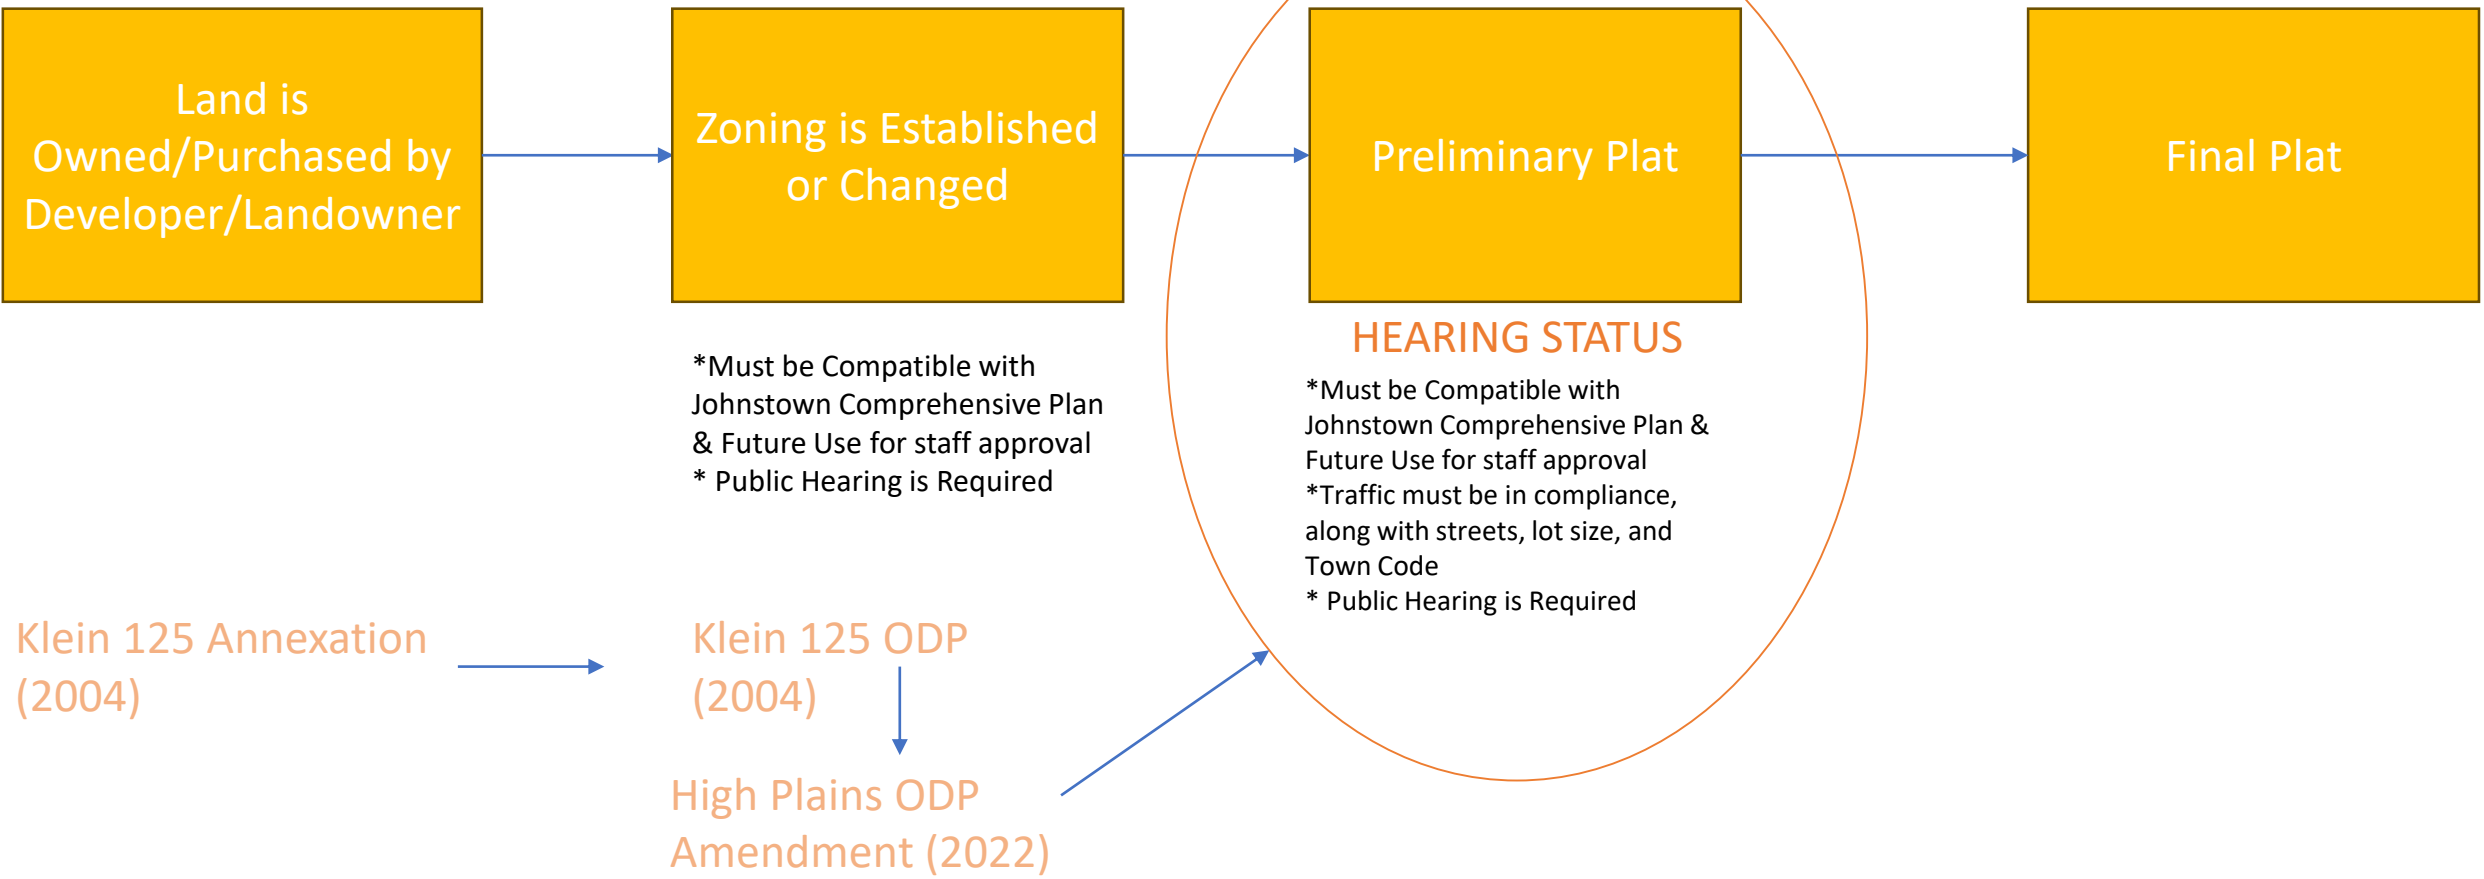 Land is
Owned/Purchased by
Developer/Landowner
Zoning is Established
or Changed
Preliminary Plat
Final Plat
*Must be Compatible with
Johnstown Comprehensive Plan
& Future Use for staff approval
* Public Hearing is Required
HEARING STATUS
*Must be Compatible with
Johnstown Comprehensive Plan &
Future Use for staff approval
*Traffic must be in compliance,
along with streets, lot size, and
Town Code
* Public Hearing is Required
Klein 125 Annexation
(2004)
Klein 125 ODP
(2004)
High Plains ODP
Amendment (2022)